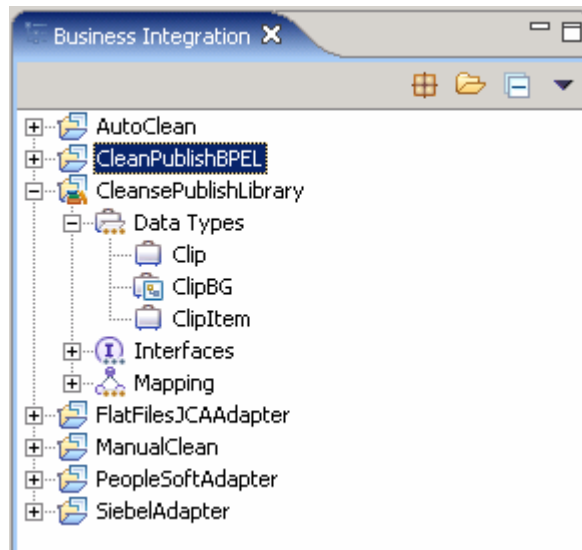 Business Integration
AutoClean
CleanPublishBPEL
CleansePublishLibrary
Data Types
Clip
ClipBG
ClipItem
Interfaces
Mapping
FlatFilesJCAAdapter
ManualClean
PeopleSoftAdapter
SiebelAdapter